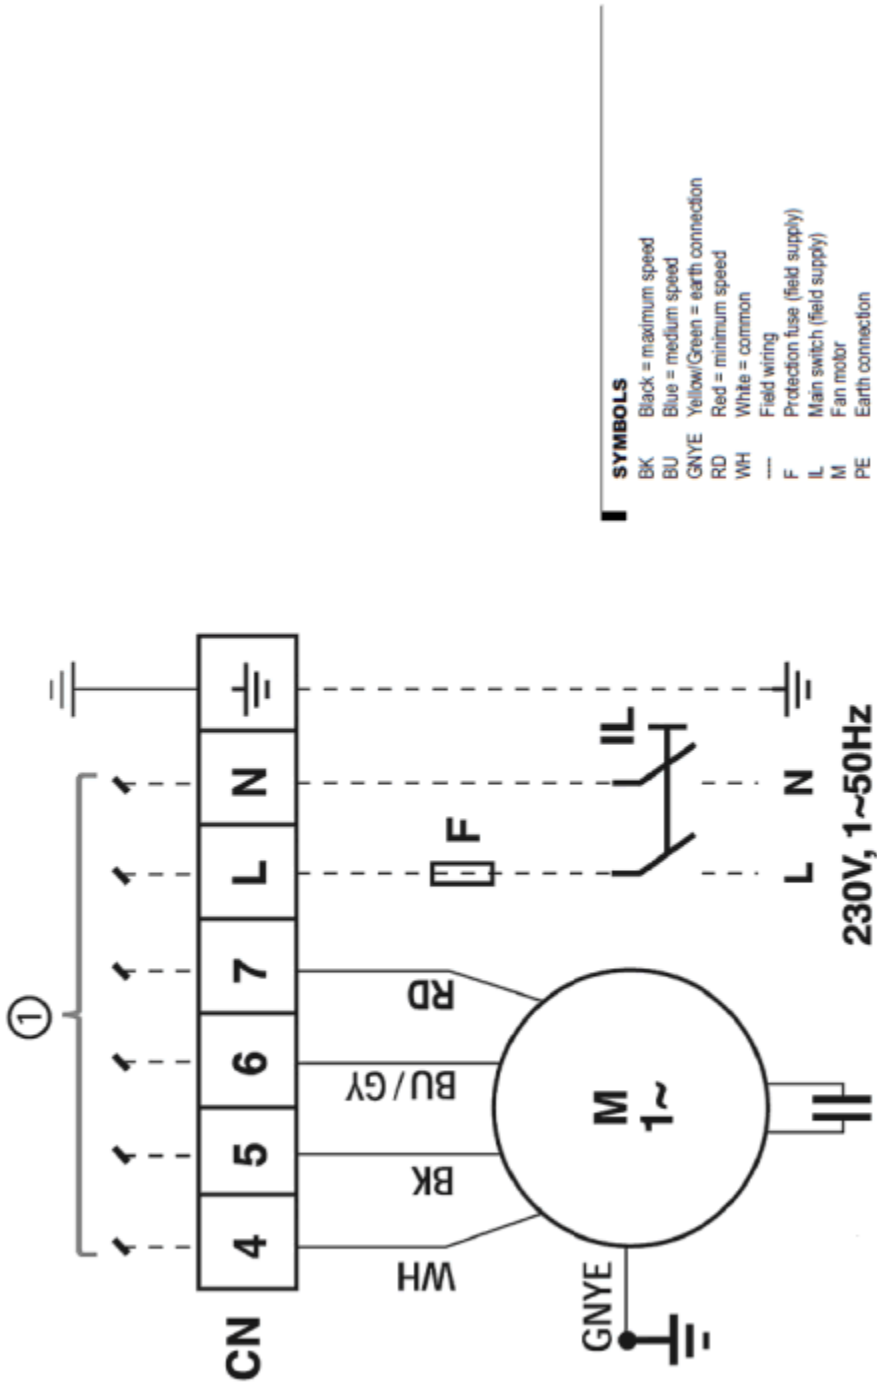 1
CN
4
5
6
7
L
N
WH
BK
BU/GY
RD
F
IL
GNYE
M
1~
L
N
230V, 1~50Hz
SYMBOLS
BK Black = maximum speed
BU Blue = medium speed
GNYE Yellow/Green = earth connection
RD Red = minimum speed
WH White = common
---- Field wiring
F Protection fuse (field supply)
IL Main switch (field supply)
M Fan motor
PE Earth connection